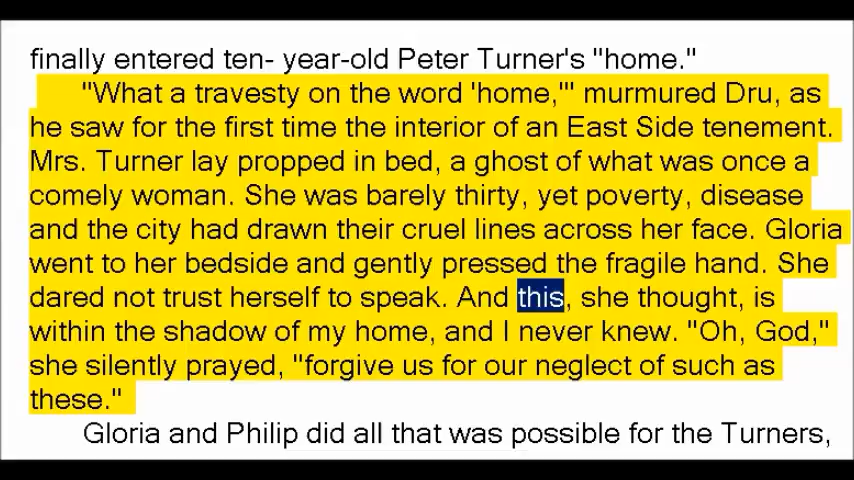 finally entered ten- year-old Peter Turner's "home."
"What a travesty on the word 'home,'" murmured Dru, as
he saw for the first time the interior of an East Side tenement.
Mrs. Turner lay propped in bed, a ghost of what was once a
comely woman. She was barely thirty, yet poverty, disease
and the city had drawn their cruel lines across her face. Gloria
went to her bedside and gently pressed the fragile hand. She
dared not trust herself to speak. And this, she thought, is
within the shadow of my home, and I never knew. "Oh, God,"
she silently prayed, "forgive us for our neglect of such as
these."
Gloria and Philip did all that was possible for the Turners,